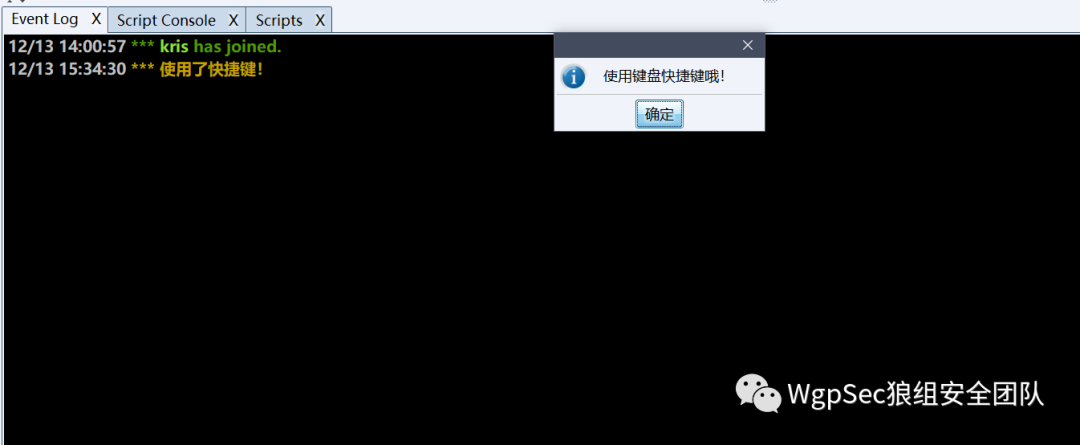 Event Log X Script Console X Scripts X
12/13 14:00:57 *** kris has joined.
12/13 15:34:30 *** 使用了快捷键！
使用键盘快捷键哦！
确定
WgpSec狼组安全团队